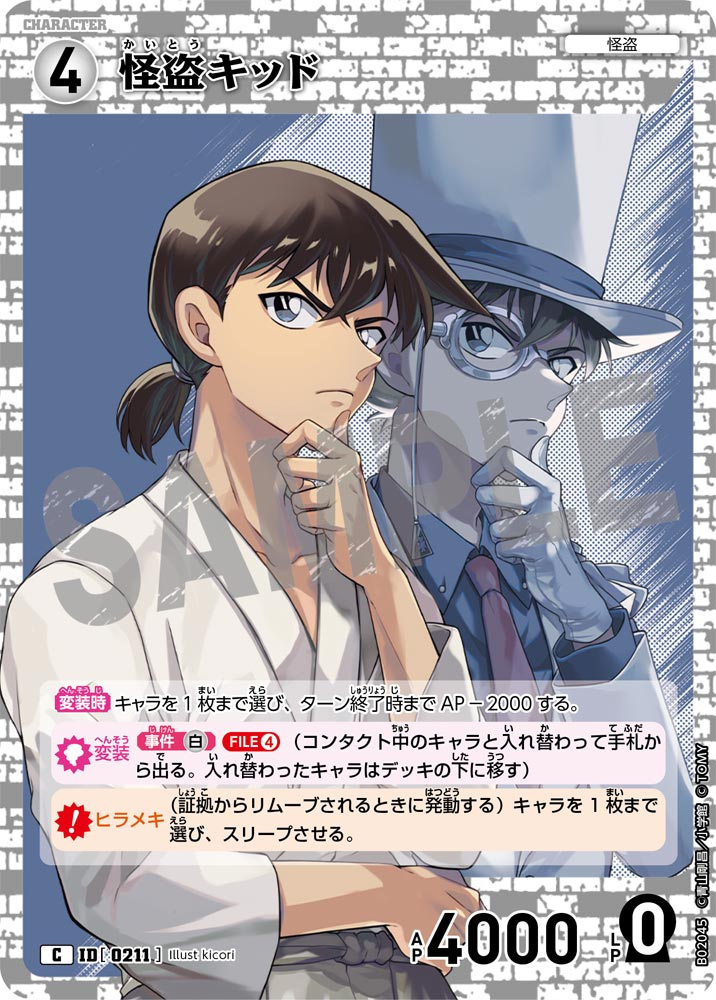 CHARACTER
4
かいとう
怪盗キッド
怪盗
SAMPLE
へんそうじ
変装時 キャラを1枚まで選び、ターン終了時までAP－2000する。
へんそう
変装 事件 白 FILE 4 （コンタクト中のキャラと入れ替わって手札か
ら出る。入れ替わったキャラはデッキの下に移す）
ヒラメキ （証拠からリムーブされるときに発動する）キャラを1枚まで
選び、スリープさせる。
C ID[0211] Illust kicori
AP 4000
LP 0
B02045 ©青山剛昌／小学館 ©TOMY